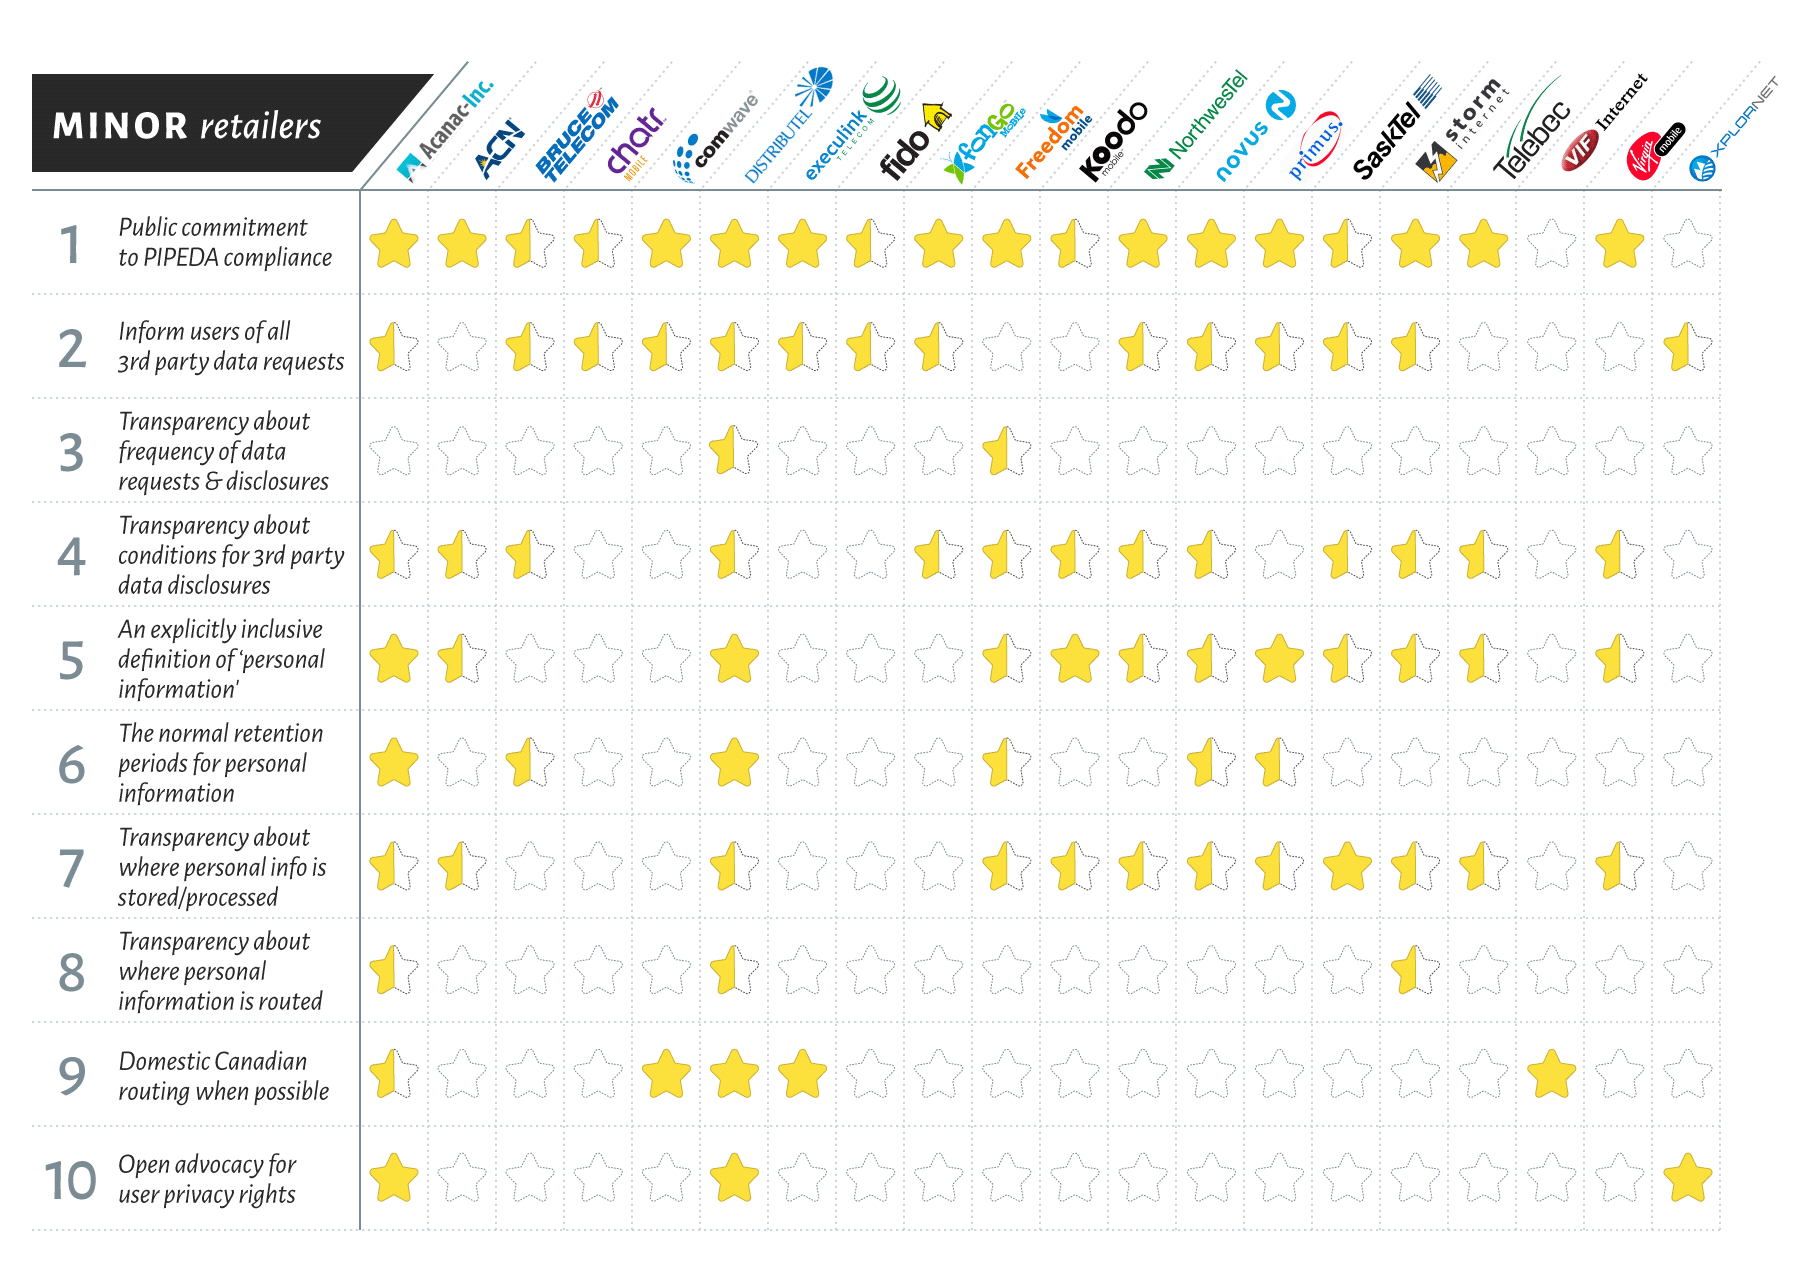 MINOR retailers
Acanac-Inc.
ACN
BRUCE
TELECOM
chatr
MOBILE
comwave
DISTRIBUTEL
execulink
TELECOM
fido
fonGO
MOBILE
Freedom
mobile
Koodo
mobile
NorthwesTel
novus
primus.
SaskTel
storm
internet
Télébec
VIF Internet
Virgin mobile
XPLORNET
1
Public commitment
to PIPEDA compliance
2
Inform users of all
3rd party data requests
3
Transparency about
frequency of data
requests & disclosures
4
Transparency about
conditions for 3rd party
data disclosures
5
An explicitly inclusive
definition of ‘personal
information’
6
The normal retention
periods for personal
information
7
Transparency about
where personal info is
stored/processed
8
Transparency about
where personal
information is routed
9
Domestic Canadian
routing when possible
10
Open advocacy for
user privacy rights